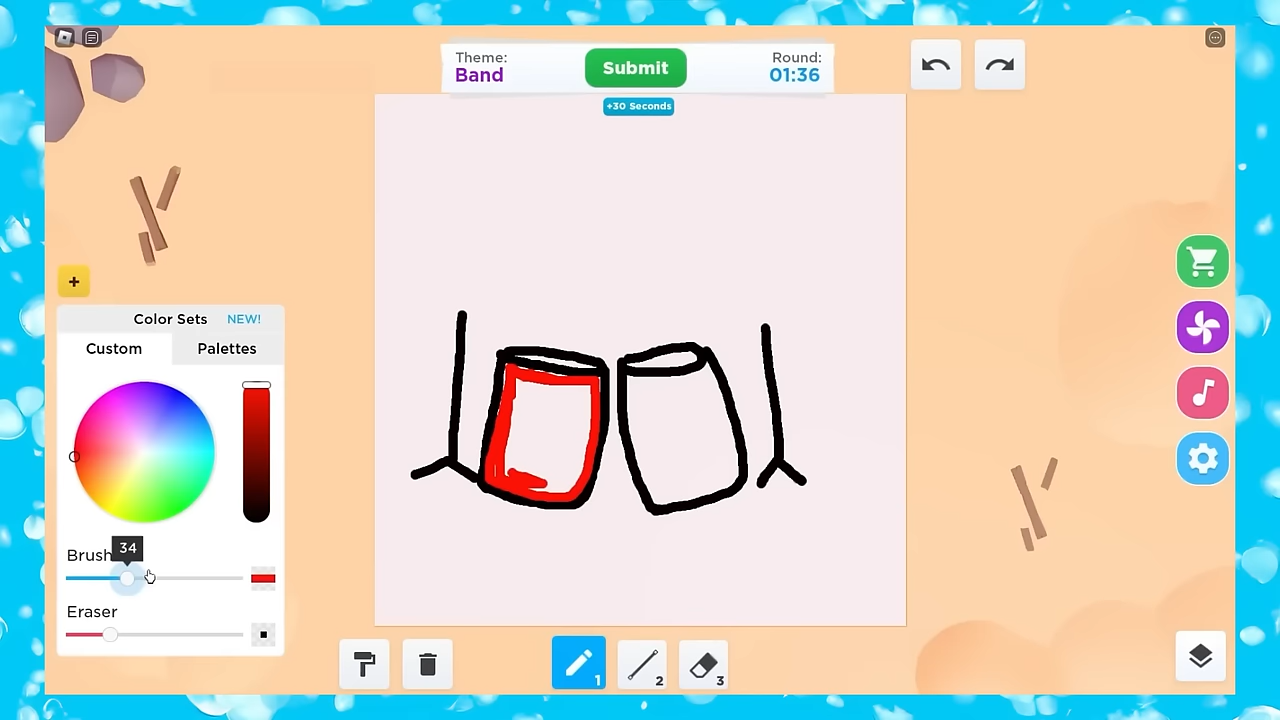 Theme:
Band
Submit
Round:
01:36
+30 Seconds
+
Color Sets NEW!
Custom
Palettes
34
Brush
Eraser
1
2
3